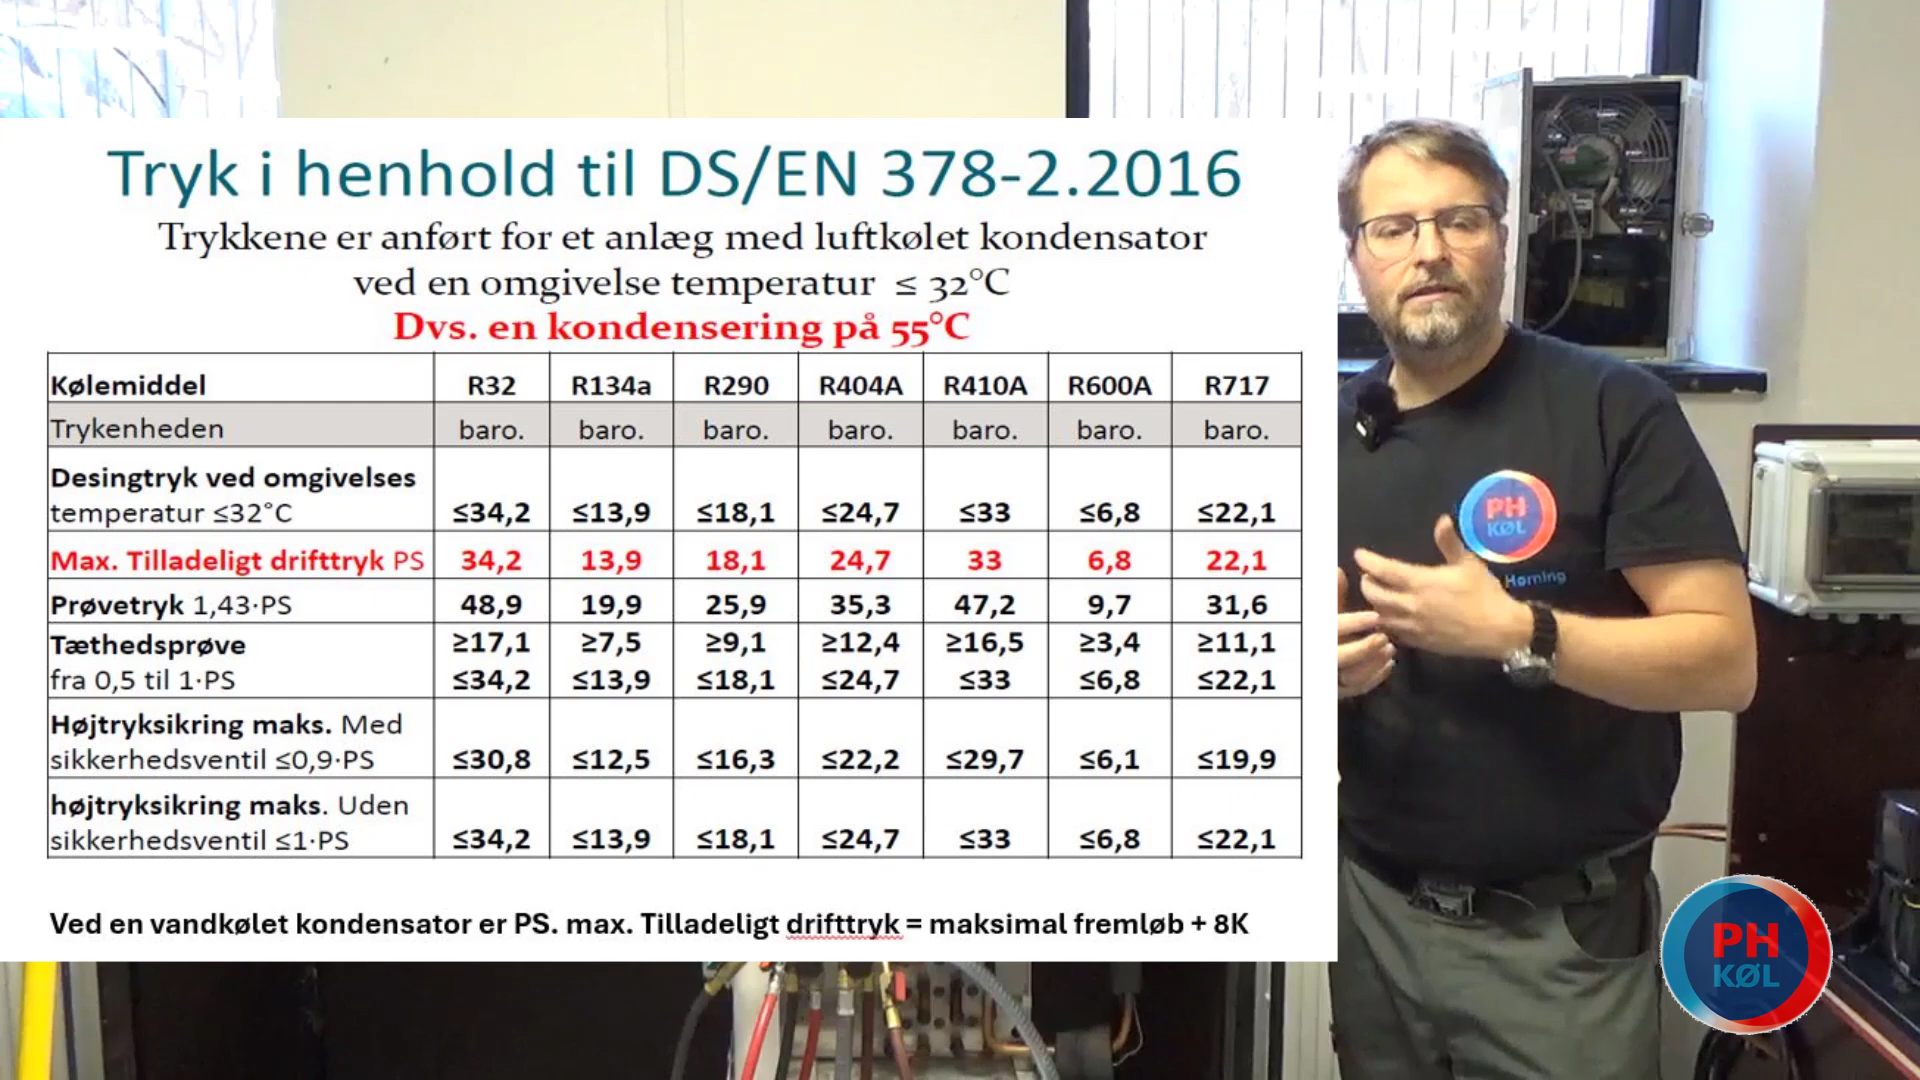 Tryk i henhold til DS/EN 378-2.2016
Trykkene er anført for et anlæg med luftkølet kondensator
ved en omgivelse temperatur ≤ 32°C
Dvs. en kondensering på 55°C
Kølemiddel R32 R134a R290 R404A R410A R600A R717
Trykenheden baro. baro. baro. baro. baro. baro. baro.
Desingtryk ved omgivelses
temperatur ≤32°C ≤34,2 ≤13,9 ≤18,1 ≤24,7 ≤33 ≤6,8 ≤22,1
Max. Tilladeligt drifttryk PS 34,2 13,9 18,1 24,7 33 6,8 22,1
Prøvetryk 1,43·PS 48,9 19,9 25,9 35,3 47,2 9,7 31,6
Tæthedsprøve ≥17,1 ≥7,5 ≥9,1 ≥12,4 ≥16,5 ≥3,4 ≥11,1
fra 0,5 til 1·PS ≤34,2 ≤13,9 ≤18,1 ≤24,7 ≤33 ≤6,8 ≤22,1
Højtryksikring maks. Med
sikkerhedsventil ≤0,9·PS ≤30,8 ≤12,5 ≤16,3 ≤22,2 ≤29,7 ≤6,1 ≤19,9
højtryksikring maks. Uden
sikkerhedsventil ≤1·PS ≤34,2 ≤13,9 ≤18,1 ≤24,7 ≤33 ≤6,8 ≤22,1
Ved en vandkølet kondensator er PS. max. Tilladeligt drifttryk = maksimal fremløb + 8K
PH
KØL
Hørning
PH
KØL